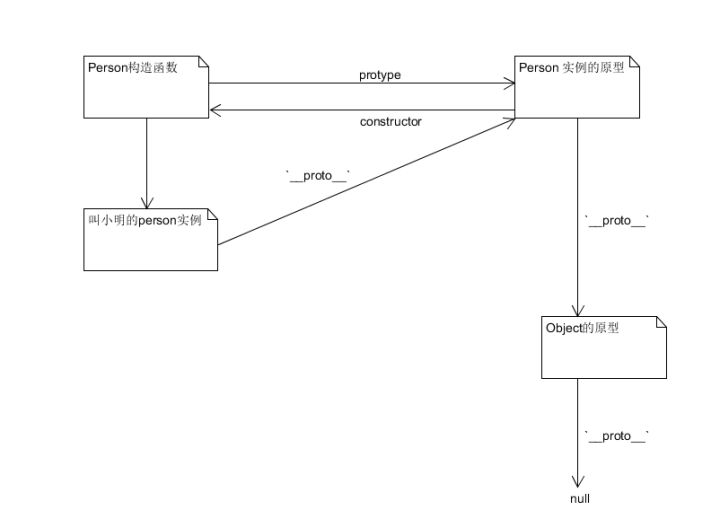 Person构造函数
Person 实例的原型
protype
constructor
`__proto__`
叫小明的person实例
`__proto__`
Object的原型
`__proto__`
null